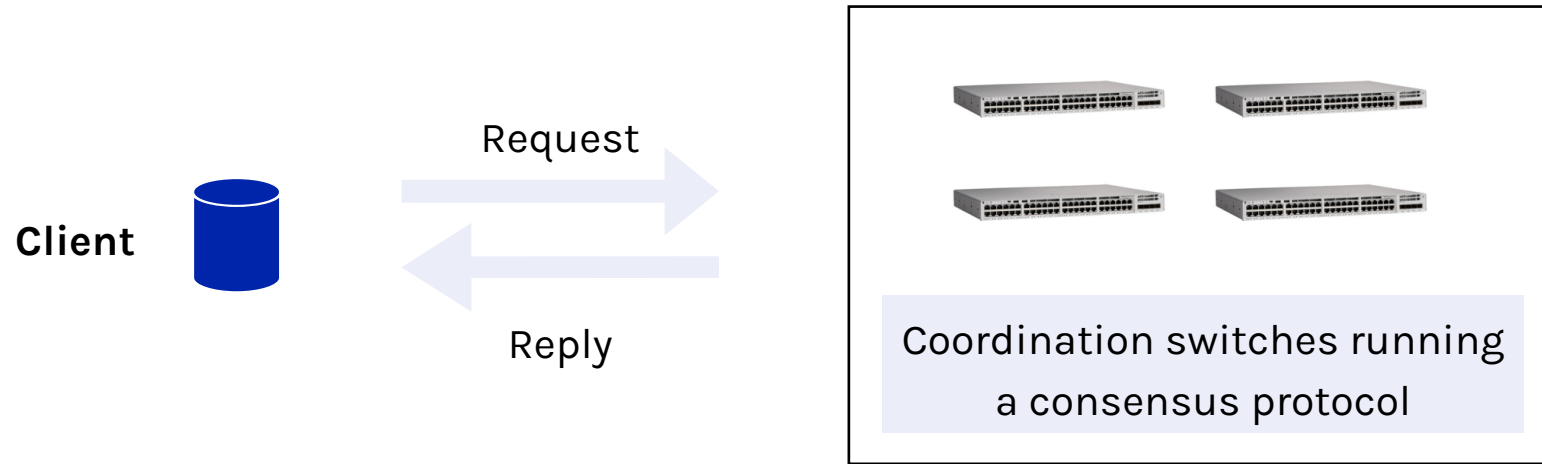 Request
Client
Reply
Coordination switches running
a consensus protocol